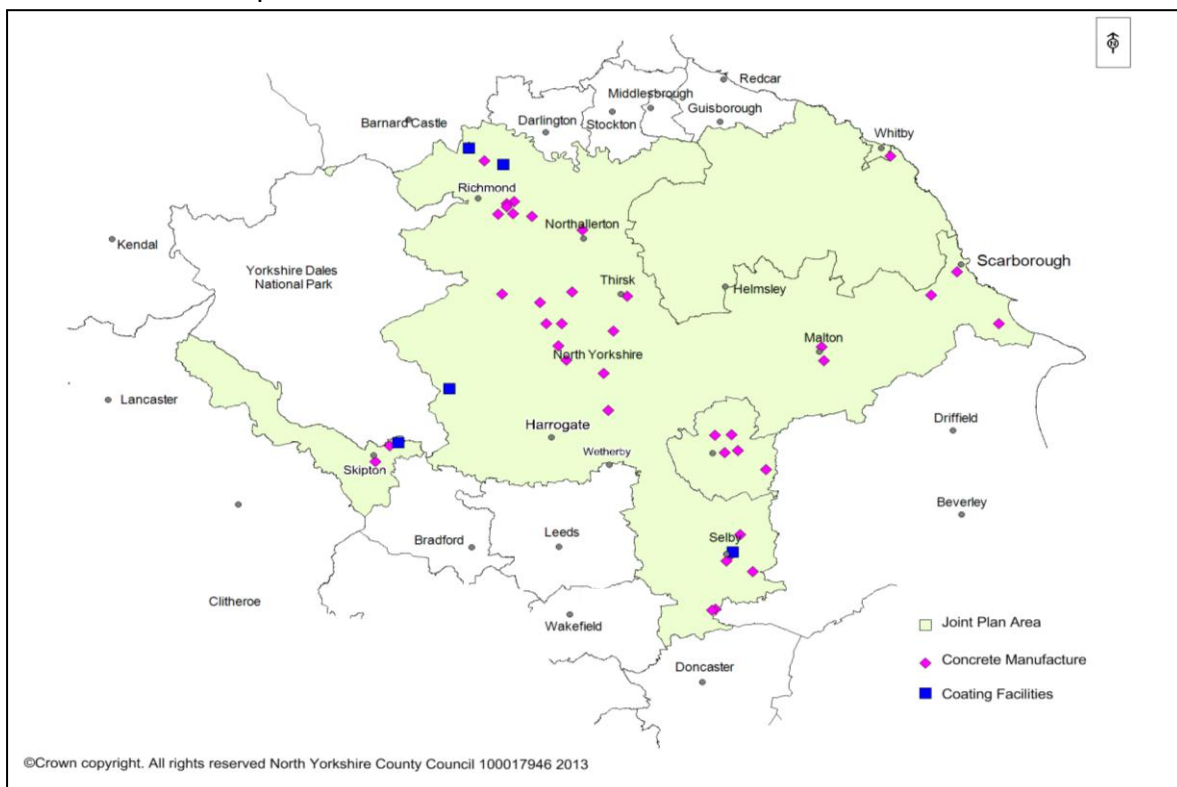 Redcar
Middlesbrough
Guisborough
Darlington
Stockton
Barnard Castle
Whitby
Richmond
Northallerton
Kendal
Scarborough
Yorkshire Dales
National Park
Thirsk
Helmsley
Malton
North Yorkshire
Lancaster
Driffield
Harrogate
Wetherby
Skipton
Beverley
Selby
Leeds
Bradford
Clitheroe
Wakefield
Joint Plan Area
Concrete Manufacture
Doncaster
Coating Facilities
©Crown copyright. All rights reserved North Yorkshire County Council 100017946 2013